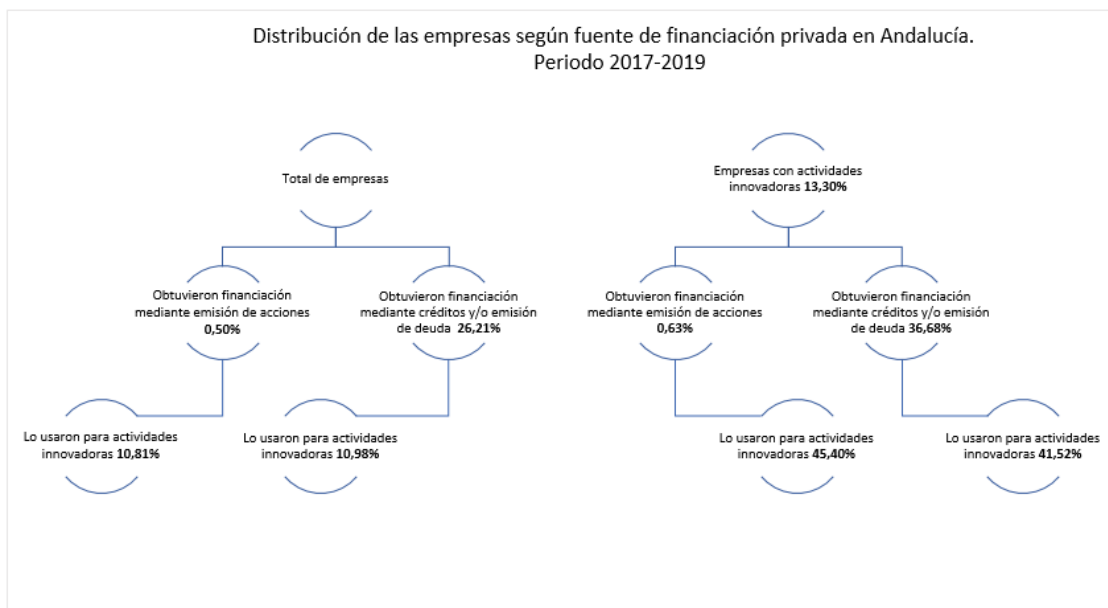 Distribución de las empresas según fuente de financiación privada en Andalucía.
Periodo 2017-2019
Total de empresas
Empresas con actividades
innovadoras 13,30%
Obtuvieron financiación
mediante emisión de acciones
0,50%
Obtuvieron financiación
mediante créditos y/o emisión
de deuda 26,21%
Obtuvieron financiación
mediante emisión de acciones
0,63%
Obtuvieron financiación
mediante créditos y/o emisión
de deuda 36,68%
Lo usaron para actividades
innovadoras 10,81%
Lo usaron para actividades
innovadoras 10,98%
Lo usaron para actividades
innovadoras 45,40%
Lo usaron para actividades
innovadoras 41,52%